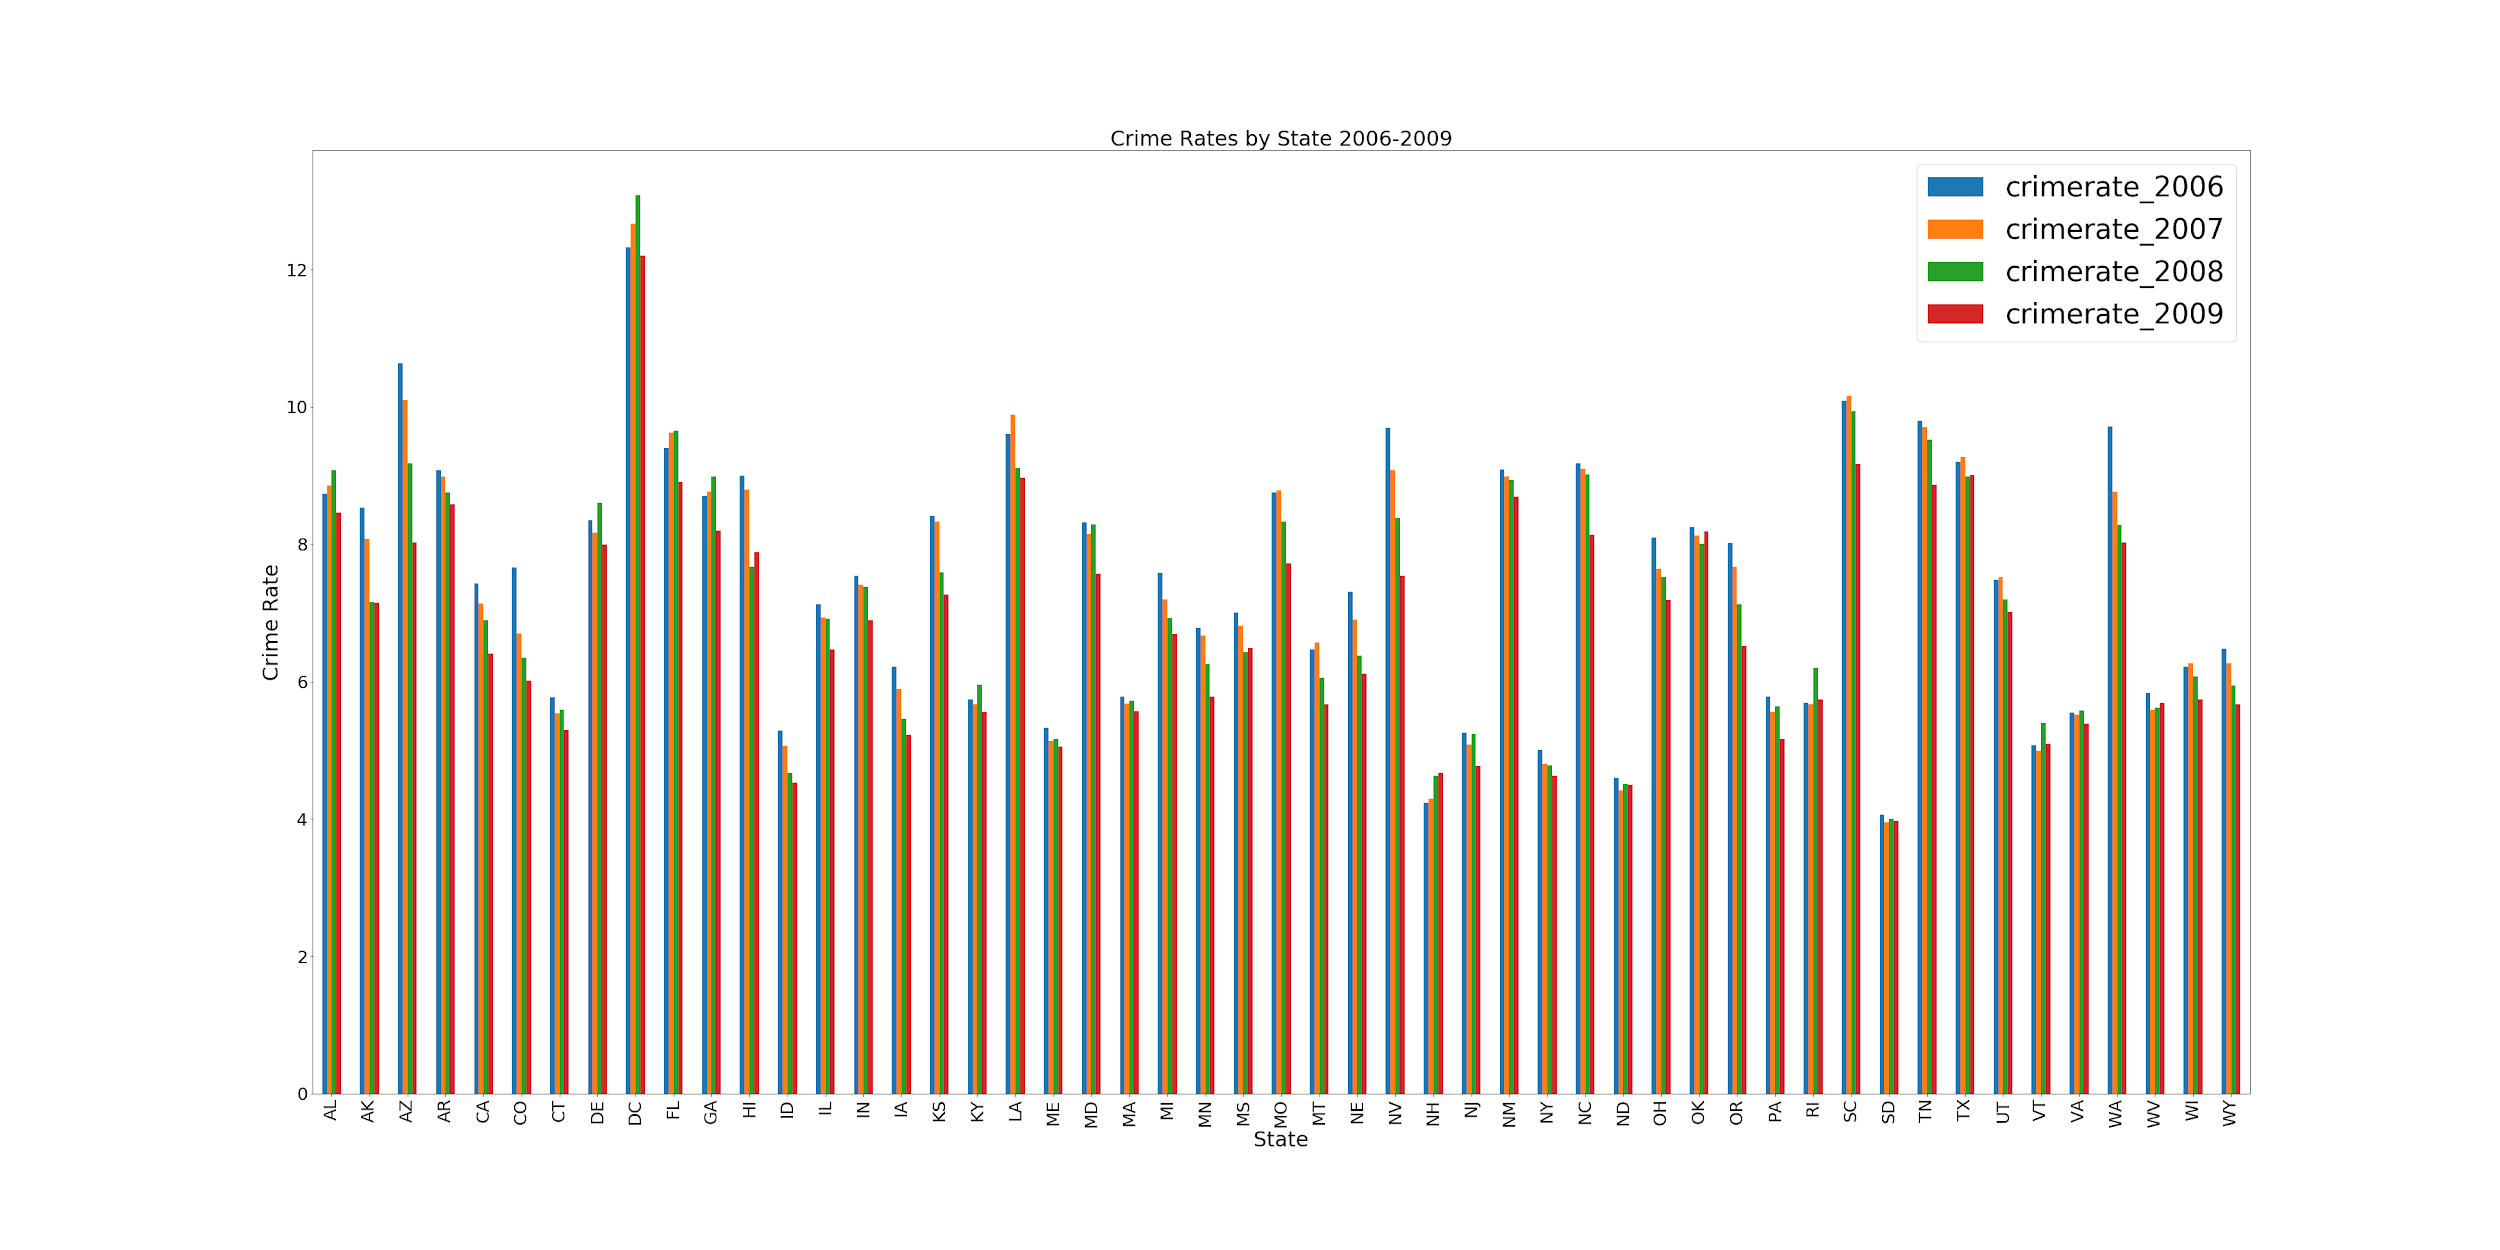 Crime Rates by State 2006-2009
crimerate_2006
crimerate_2007
crimerate_2008
crimerate_2009
Crime Rate
12
10
8
6
4
2
0
AL AK AZ AR CA CO CT DE DC FL GA HI ID IL IN IA KS KY LA ME MD MA MI MN MS MO MT NE NV NH NJ NM NY NC ND OH OK OR PA RI SC SD TN TX UT VT VA WA WV WI WY
State